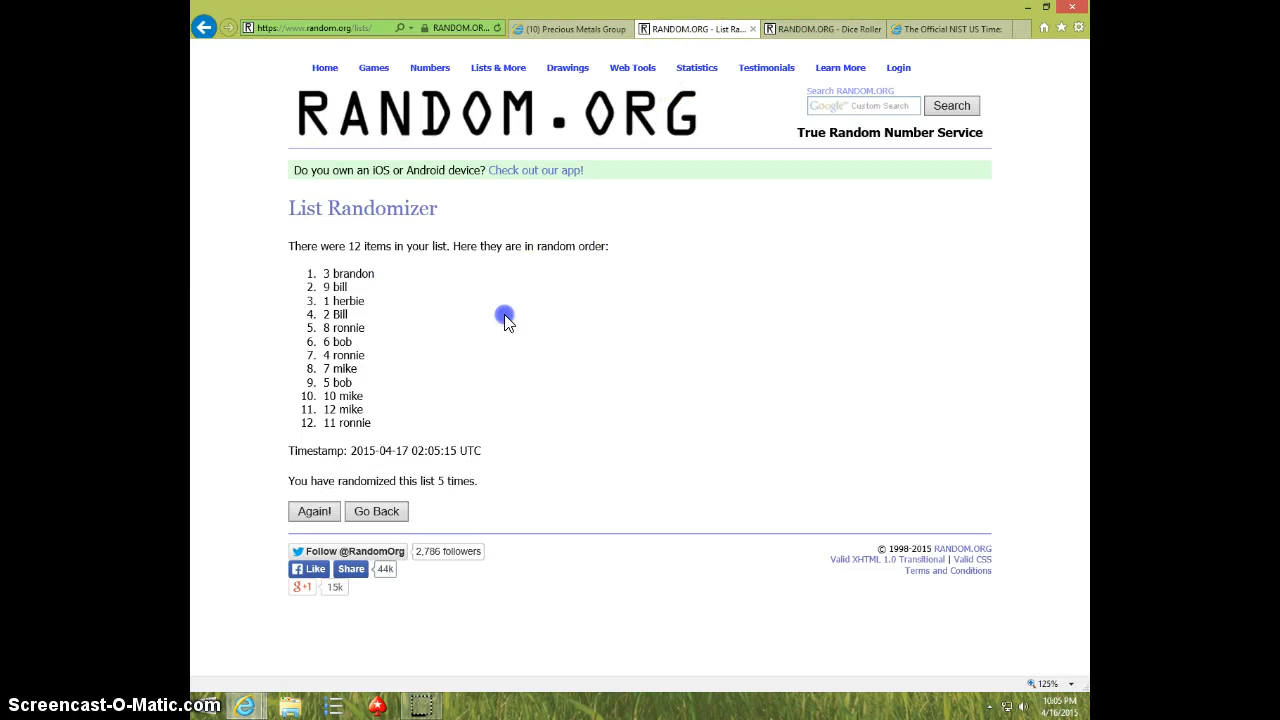 https://www.random.org/lists/
RANDOM.OR...
(10) Precious Metals Group
RANDOM.ORG - List Ra...
RANDOM.ORG - Dice Roller
The Official NIST US Time:
Home Games Numbers Lists & More Drawings Web Tools Statistics Testimonials Learn More Login
RANDOM.ORG
Search RANDOM.ORG
Google™ Custom Search
Search
True Random Number Service
Do you own an iOS or Android device? Check out our app!
List Randomizer
There were 12 items in your list. Here they are in random order:
1. 3 brandon
2. 9 bill
3. 1 herbie
4. 2 Bill
5. 8 ronnie
6. 6 bob
7. 4 ronnie
8. 7 mike
9. 5 bob
10. 10 mike
11. 12 mike
12. 11 ronnie
Timestamp: 2015-04-17 02:05:15 UTC
You have randomized this list 5 times.
Again! Go Back
Follow @RandomOrg 2,786 followers
Like Share 44k
g+1 15k
© 1998-2015 RANDOM.ORG
Valid XHTML 1.0 Transitional | Valid CSS
Terms and Conditions
125%
10:05 PM
4/16/2015
Screencast-O-Matic.com